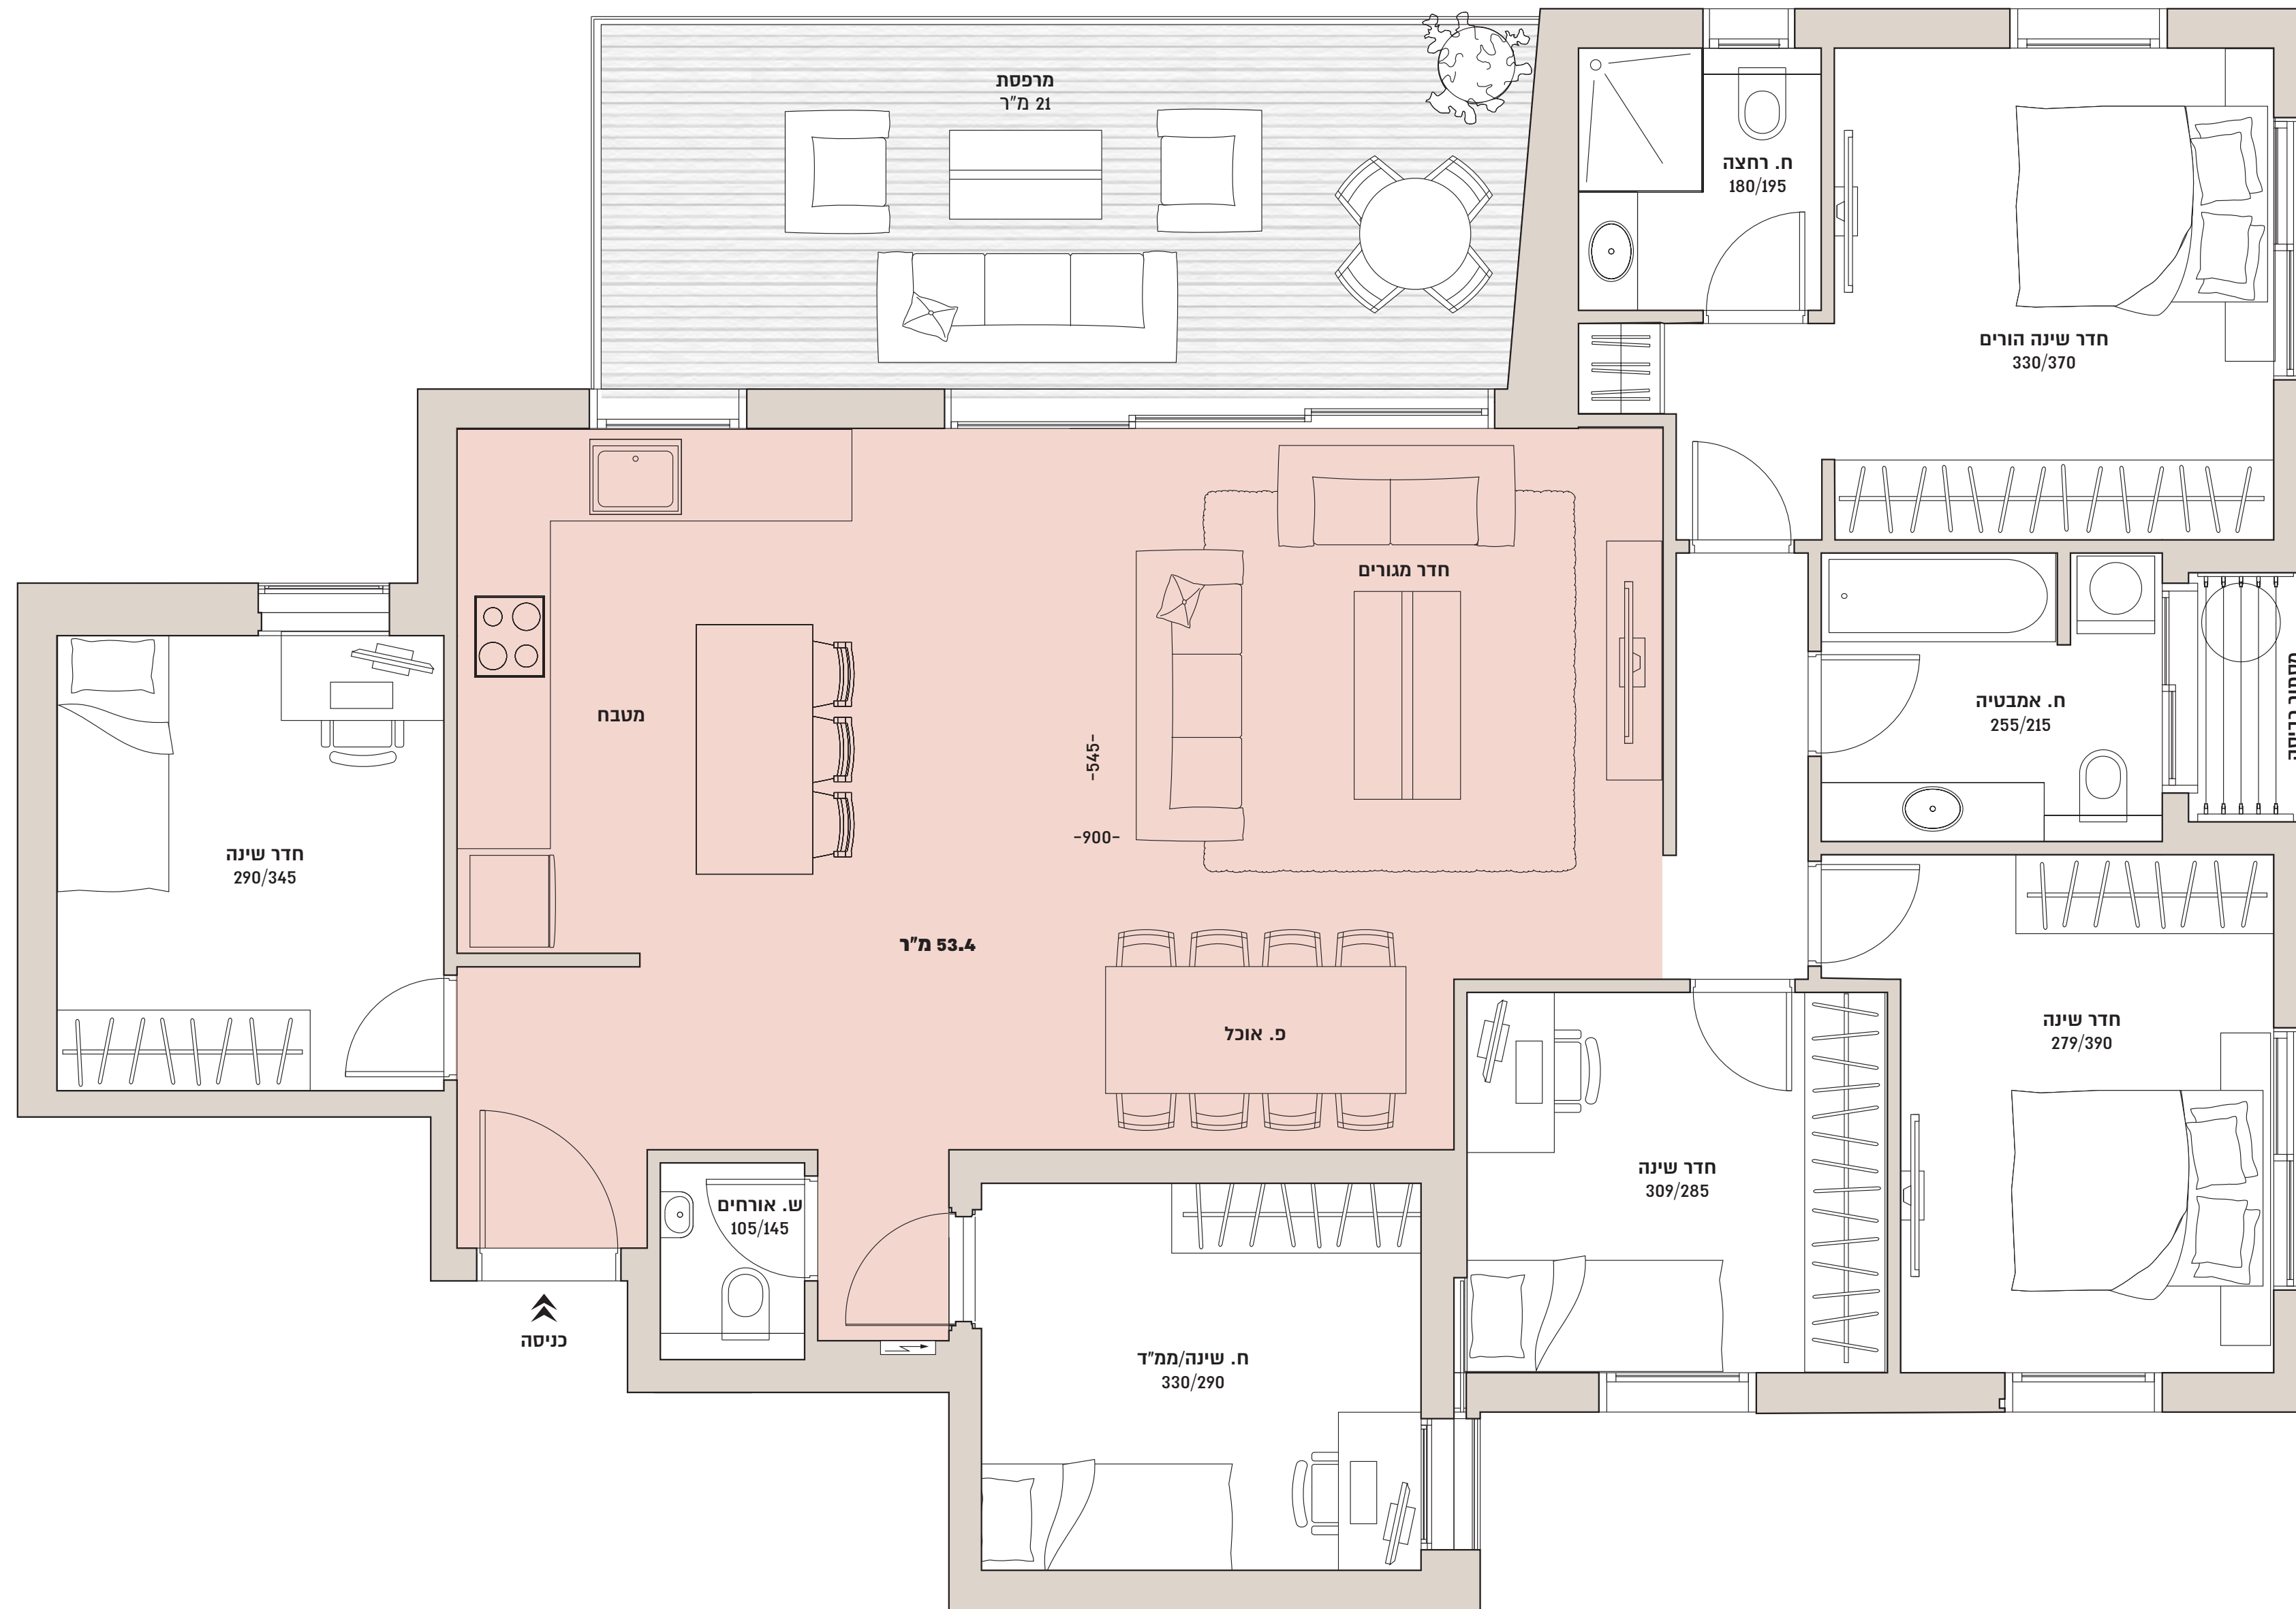 מרפסת
21 מ"ר
ח. רחצה
180/195
חדר שינה הורים
330/370
חדר מגורים
מטבח
-545-
-900-
ח. אמבטיה
255/215
חדר שינה
290/345
53.4 מ"ר
פ. אוכל
חדר שינה
279/390
חדר שינה
309/285
ש. אורחים
105/145
כניסה
ח. שינה/ממ"ד
330/290